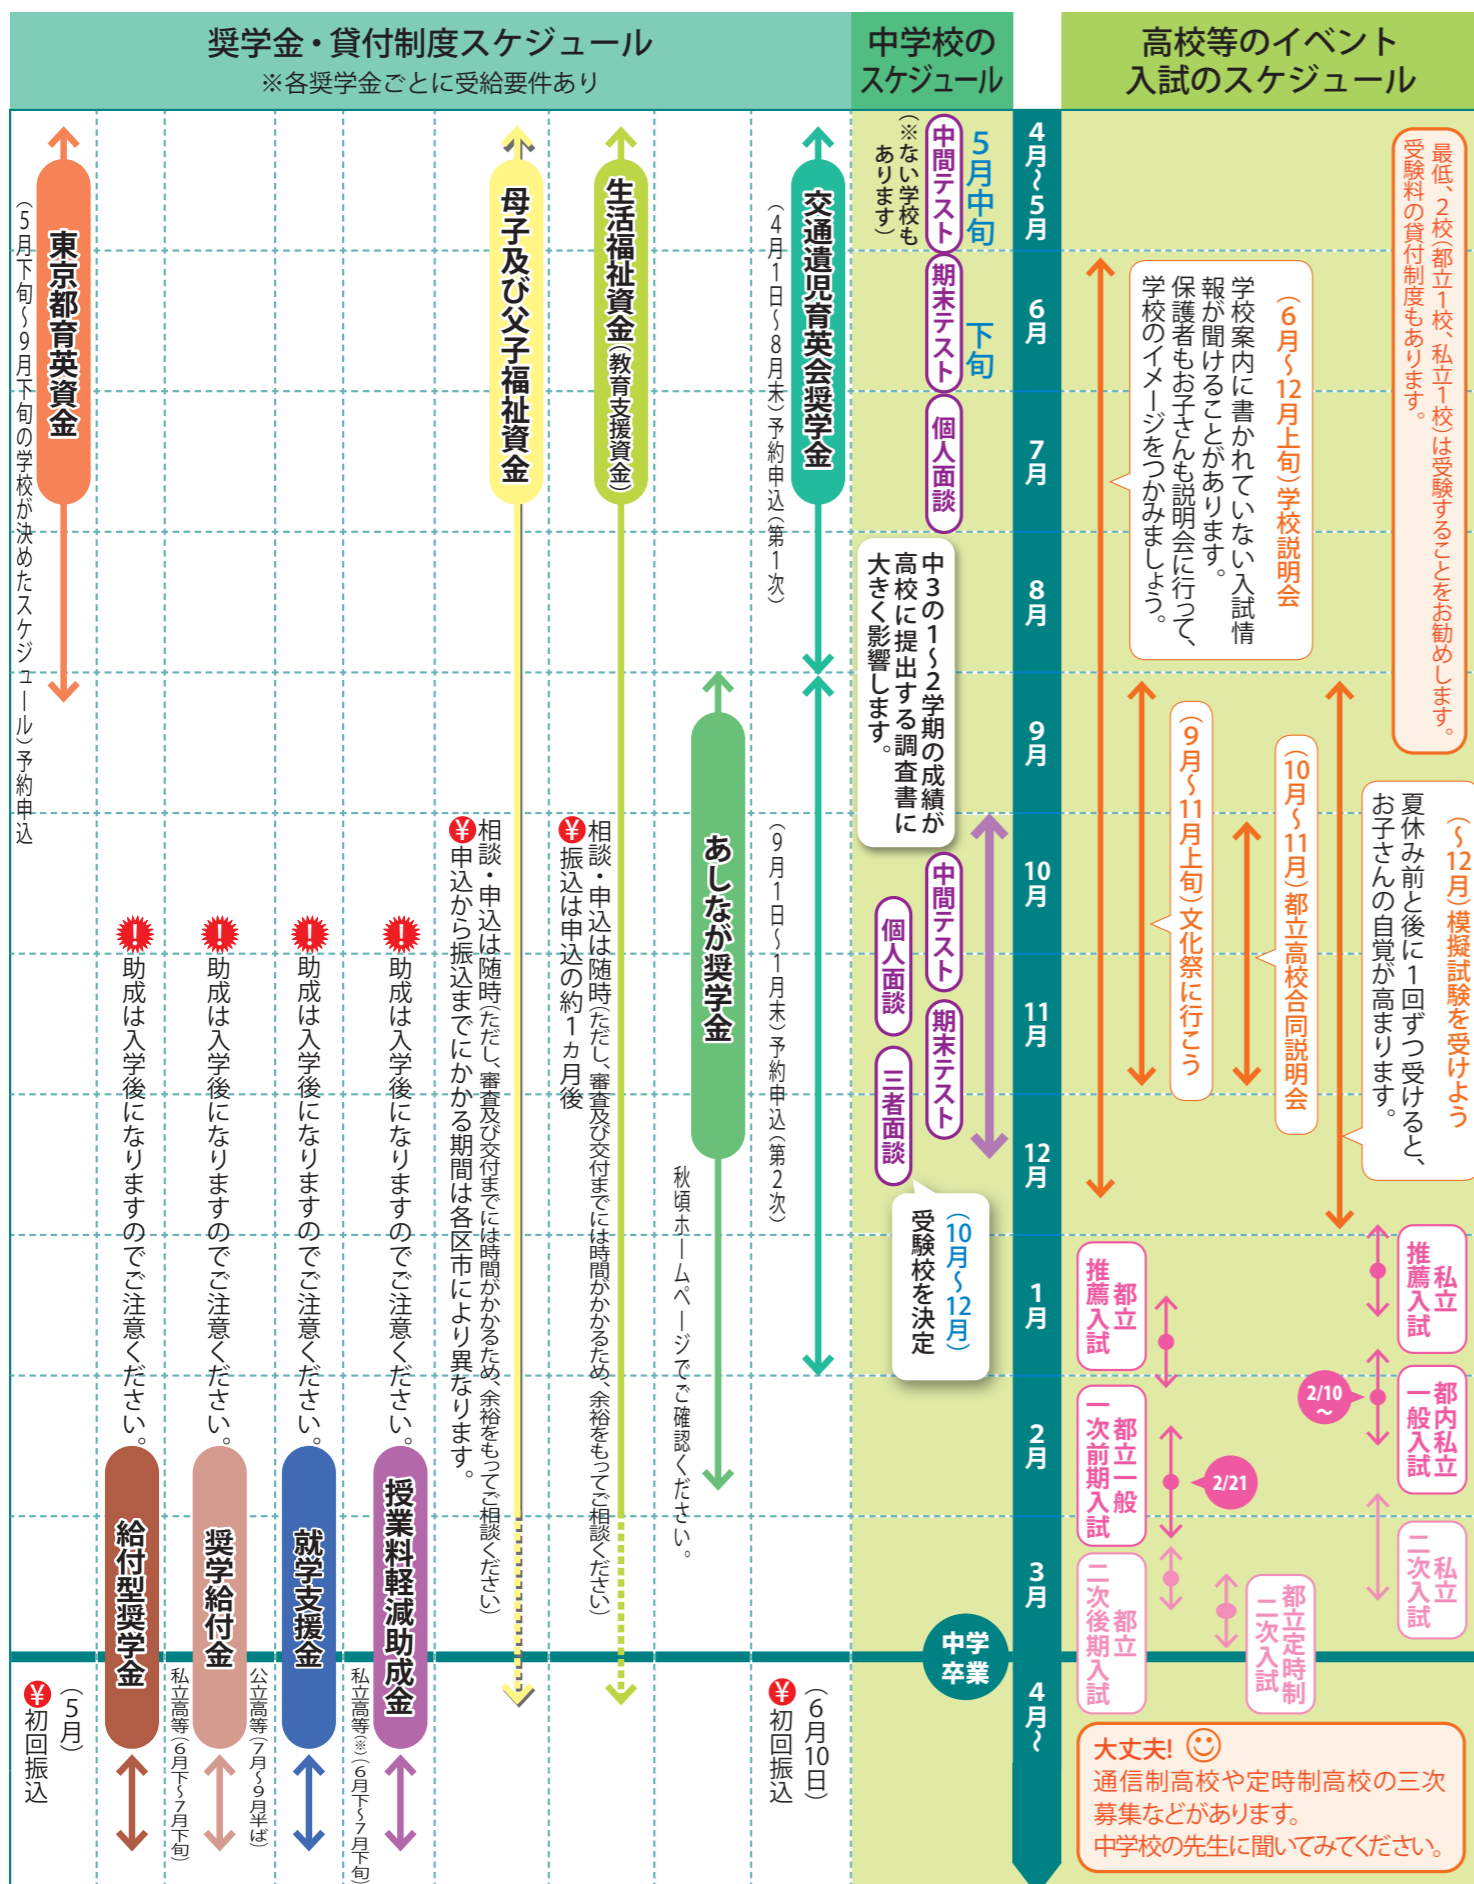 奨学金・貸付制度スケジュール
※各奨学金ごとに受給要件あり
中学校の
スケジュール
高校等のイベント
入試のスケジュール
4月〜5月
6月
7月
8月
9月
10月
11月
12月
1月
2月
3月
4月〜
中学
卒業
最低、2校(都立1校、私立1校)は受験することをお勧めします。
受験料の貸付制度もあります。
(6月〜12月上旬)学校説明会
学校案内に書かれていない入試情
報が聞けることがあります。
保護者もお子さんも説明会に行って、
学校のイメージをつかみましょう。
(〜12月)模擬試験を受けよう
夏休み前と後に1回ずつ受けると、
お子さんの自覚が高まります。
(10月〜11月)都立高校合同説明会
(9月〜11月上旬)文化祭に行こう
私立
推薦入試
都内私立
一般入試
2/10
〜
私立
二次入試
都立
推薦入試
都立一般
一次前期入試
2/21
都立
二次後期入試
都立定時制
二次入試
大丈夫!
通信制高校や定時制高校の三次
募集などがあります。
中学校の先生に聞いてみてください。
5月中旬
中間テスト
(※ない学校も
あります)
下旬
期末テスト
個人面談
中3の1〜2学期の成績が
高校に提出する調査書に
大きく影響します。
中間テスト
個人面談
期末テスト
三者面談
(10月〜12月)
受験校を決定
交通遺児育英会奨学金
(4月1日〜8月末)予約申込(第1次)
(9月1日〜1月末)予約申込(第2次)
(6月10日)
¥初回振込
あしなが奨学金
秋頃ホームページでご確認ください。
生活福祉資金(教育支援資金)
相談・申込は随時(ただし、審査及び交付までには時間がかかるため、余裕をもってご相談ください)
¥振込は申込の約1ヵ月後
母子及び父子福祉資金
相談・申込は随時(ただし、審査及び交付までには時間がかかるため、余裕をもってご相談ください)
¥申込から振込までにかかる期間は各区市により異なります。
!助成は入学後になりますのでご注意ください。
授業料軽減助成金
私立高等(※)(6月下〜7月下旬)
!助成は入学後になりますのでご注意ください。
就学支援金
!助成は入学後になりますのでご注意ください。
奨学給付金
公立高等(7月〜9月半ば)
私立高等(6月下〜7月下旬)
!助成は入学後になりますのでご注意ください。
給付型奨学金
東京都育英資金
(5月下旬〜9月下旬の学校が決めたスケジュール)予約申込
(5月)
¥初回振込